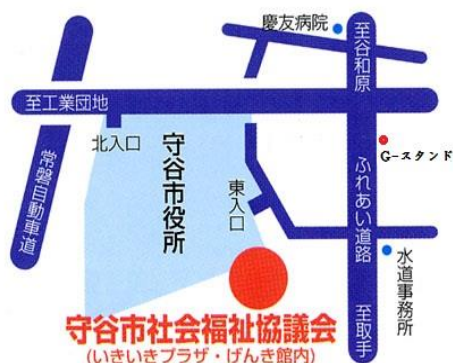 慶友病院
至谷和原
至工業団地
北入口
守谷市役所
G-スタンド
常磐自動車道
東入口
ふれあい道路
水道事務所
至取手
守谷市社会福祉協議会
(いきいきプラザ・げんき館内)